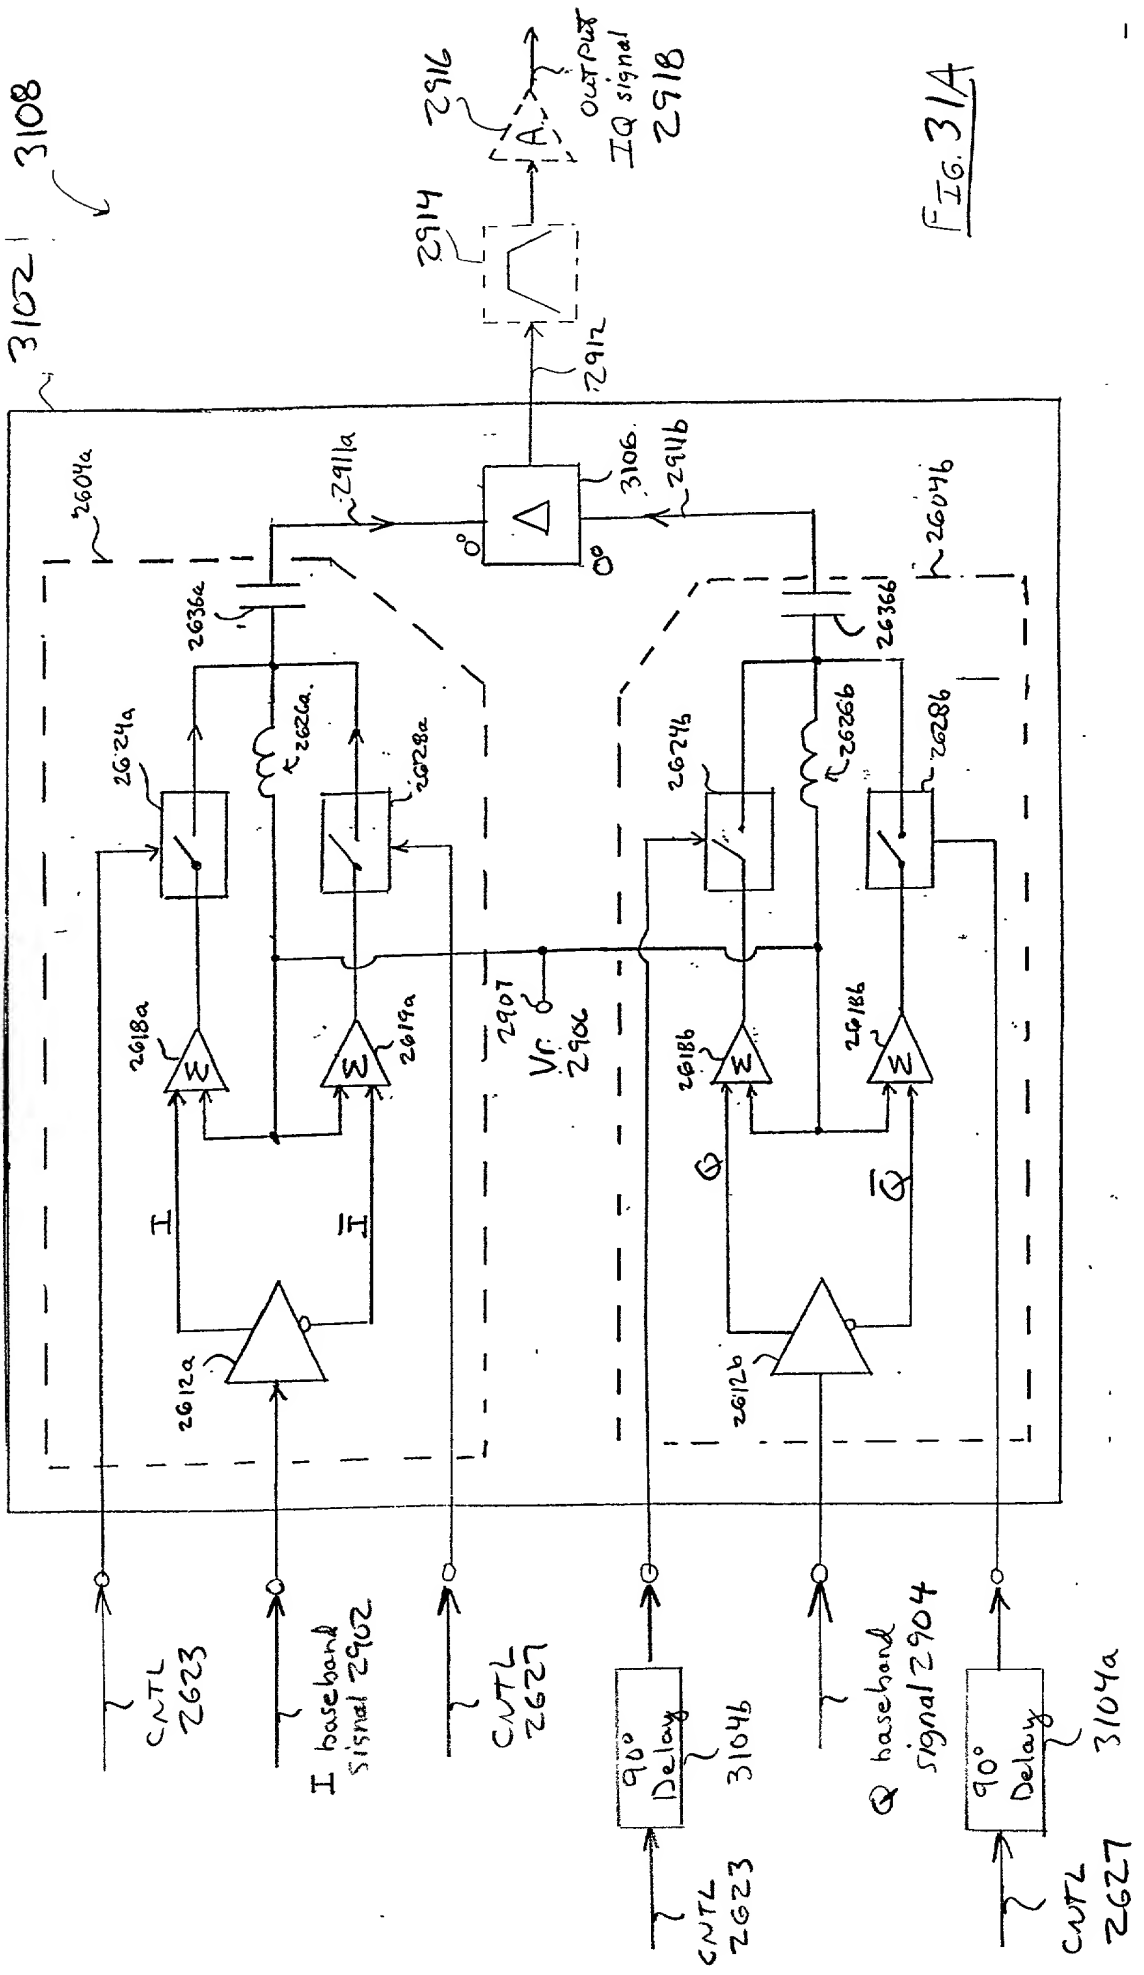 3108
3102
2604a
2618a
2624a
2636a
2911a
I
2612a
2626a.
2619a
2628a
Ī
CNTL
2623
I baseband
signal 2902
CNTL
2627
2907
Vr.
2906
0°
Δ
3106.
0°
2911b
2912
2914
2916
A
OUTPUT
IQ signal
2918
Σ
Σ
90°
Delay
3104b
CNTL
2623
Q
2612b
2618b
Σ
2624b
2626b
2636b
2604b
2618b
Σ
2628b
Q̄
Q baseband
signal 2904
90°
Delay
3104a
CNTL
2627
FIG. 31A